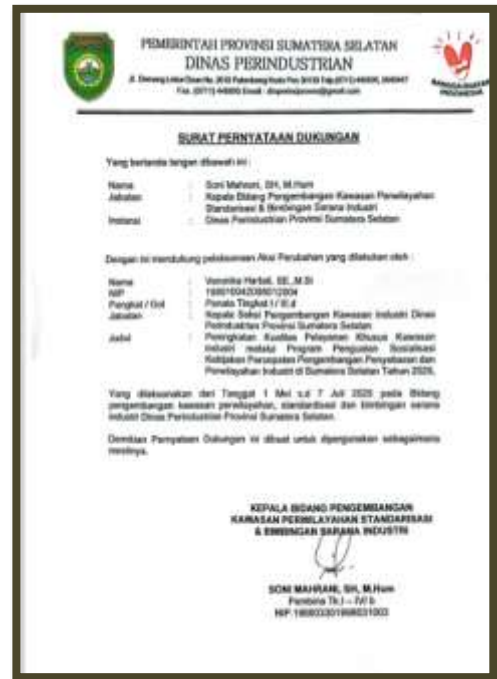 PEMERINTAH PROVINSI SUMATERA SELATAN
DINAS PERINDUSTRIAN
BANGGA BUATAN
INDONESIA
SURAT PERNYATAAN DUKUNGAN
Yang bertanda tangan dibawah ini :
Nama : Soni Mahrani, SH, M.Hum
Jabatan : Kepala Bidang Pengembangan Kawasan Perwilayahan
Standarisasi & Bimbingan Sarana Industri
Instansi : Dinas Perindustrian Provinsi Sumatera Selatan
Dengan ini mendukung pelaksanaan Aksi Perubahan yang dilakukan oleh :
Nama : Veronika SE.,M.Si
NIP :
Pangkat / Gol : Penata Tingkat I / III.d
Jabatan : Kepala Seksi Pengembangan Kawasan Industri Dinas
Perindustrian Provinsi Sumatera Selatan
Judul : Peningkatan Kualitas Pelayanan Khusus Kawasan
Industri melalui Program Penguatan Sosialisasi
Kebijakan Percepatan Pengembangan Penyebaran dan
Perwilayahan Industri di Sumatera Selatan Tahun 2025.
Yang dilaksanakan dari Tanggal 1 Mei s.d 7 Juli 2025 pada Bidang
pengembangan kawasan perwilayahan, standardisasi dan bimbingan sarana
industri Dinas Perindustrian Provinsi Sumatera Selatan.
Demikian Pernyataan Dukungan ini dibuat untuk dipergunakan sebagaimana
mestinya.
KEPALA BIDANG PENGEMBANGAN
KAWASAN PERWILAYAHAN STANDARISASI
& BIMBINGAN SARANA INDUSTRI
SONI MAHRANI, SH, M.Hum
Pembina Tk.I – IV/ b